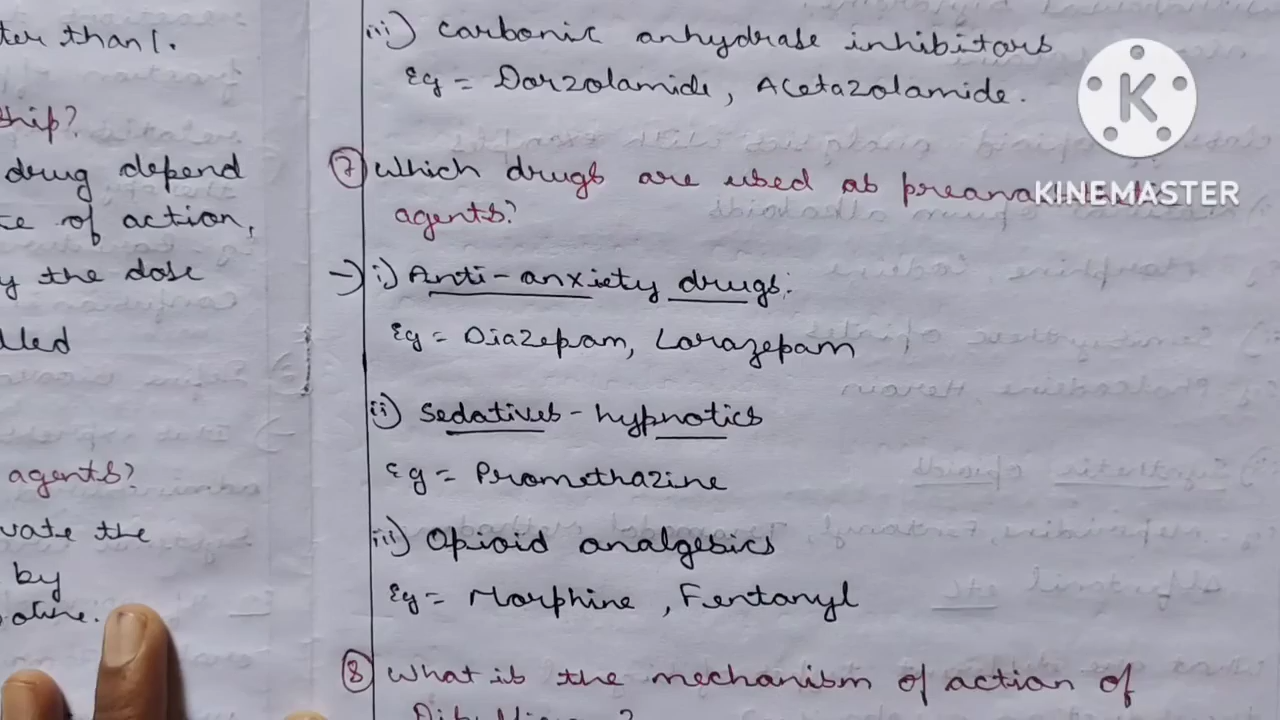 ter than 1.
ship?
drug depend
ce of action,
y the dose
lled
agents?
vate the
by
iii) Carbonic anhydrase inhibitors
Eg = Dorzolamide, Acetazolamide.
7 Which drugs are used as
agents?
→ i) Anti-anxiety drugs:
Eg = Diazepam, Lorazepam
ii) Sedatives - hypnotics
Eg = Promethazine
iii) Opioid analgesics
Eg = Morphine, Fentanyl
8 What is the mechanism of action of
K
KINEMASTER